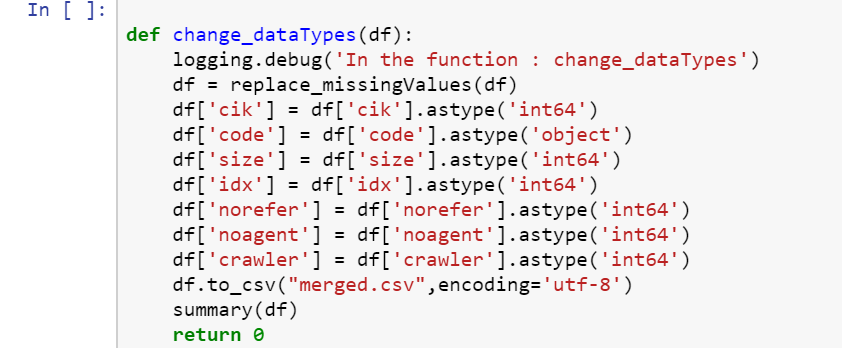 In [ ]:
def change_dataTypes(df):
    logging.debug('In the function : change_dataTypes')
    df = replace_missingValues(df)
    df['cik'] = df['cik'].astype('int64')
    df['code'] = df['code'].astype('object')
    df['size'] = df['size'].astype('int64')
    df['idx'] = df['idx'].astype('int64')
    df['norefer'] = df['norefer'].astype('int64')
    df['noagent'] = df['noagent'].astype('int64')
    df['crawler'] = df['crawler'].astype('int64')
    df.to_csv("merged.csv",encoding='utf-8')
    summary(df)
    return 0